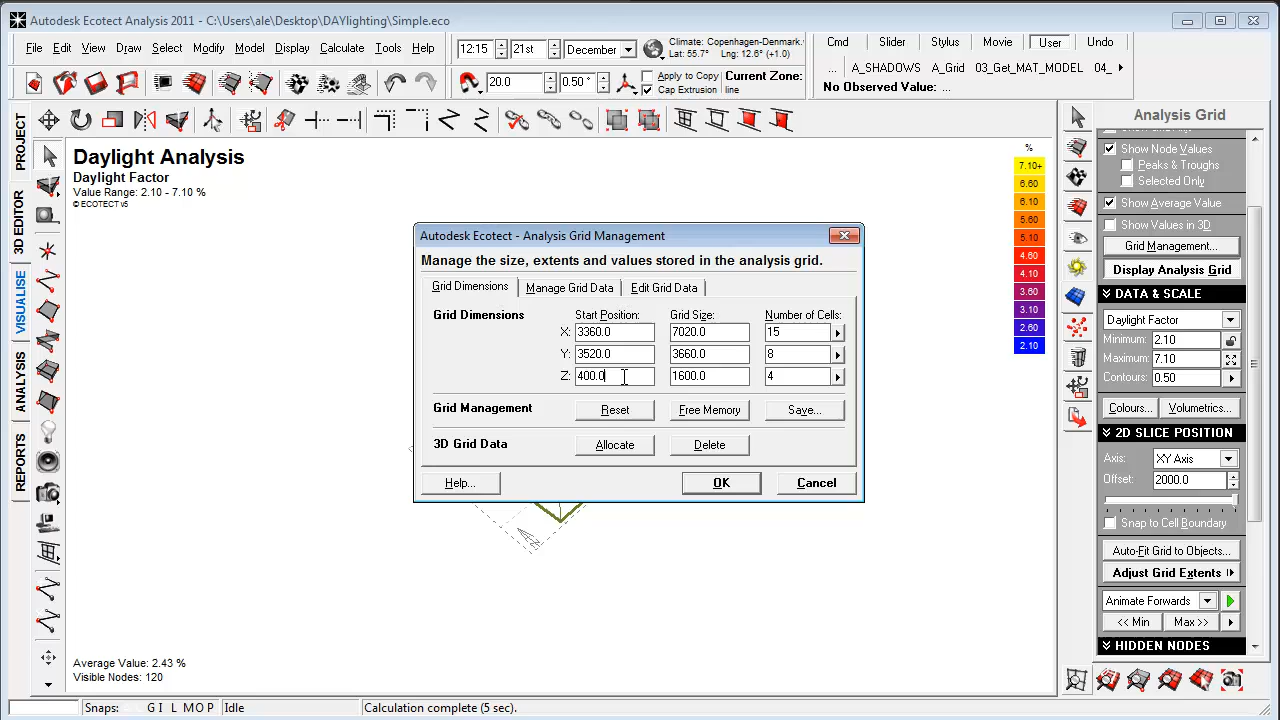 Autodesk Ecotect Analysis 2011 - C:\Users\ale\Desktop\DAYlighting\Simple.eco
File Edit View Draw Select Modify Model Display Calculate Tools Help
12:15 21st December
Climate: Copenhagen-Denmark.
Lat: 55.7° Lng: 12.6° (+1.0)
Cmd Slider Stylus Movie User Undo
A_SHADOWS A_Grid 03_Get_MAT_MODEL 04_
No Observed Value: ...
20.0 0.50 °
Apply to Copy
Cap Extrusion
Current Zone:
line
PROJECT
3D EDITOR
VISUALISE
ANALYSIS
REPORTS
Daylight Analysis
Daylight Factor
Value Range: 2.10 - 7.10 %
© ECOTECT v5
%
7.10+
6.60
6.10
5.60
5.10
4.60
4.10
3.60
3.10
2.60
2.10
Autodesk Ecotect - Analysis Grid Management
Manage the size, extents and values stored in the analysis grid.
Grid Dimensions Manage Grid Data Edit Grid Data
Grid Dimensions Start Position: Grid Size: Number of Cells:
X: 3360.0 7020.0 15
Y: 3520.0 3660.0 8
Z: 400.0 1600.0 4
Grid Management Reset Free Memory Save...
3D Grid Data Allocate Delete
Help... OK Cancel
Analysis Grid
Show Node Values
Peaks & Troughs
Selected Only
Show Average Value
Show Values in 3D
Grid Management...
Display Analysis Grid
DATA & SCALE
Daylight Factor
Minimum: 2.10
Maximum: 7.10
Contours: 0.50
Colours... Volumetrics...
2D SLICE POSITION
Axis: XY Axis
Offset: 2000.0
Snap to Cell Boundary
Auto-Fit Grid to Objects...
Adjust Grid Extents
Animate Forwards
<< Min Max >>
HIDDEN NODES
Average Value: 2.43 %
Visible Nodes: 120
Snaps: G I L M O P Idle Calculation complete (5 sec).